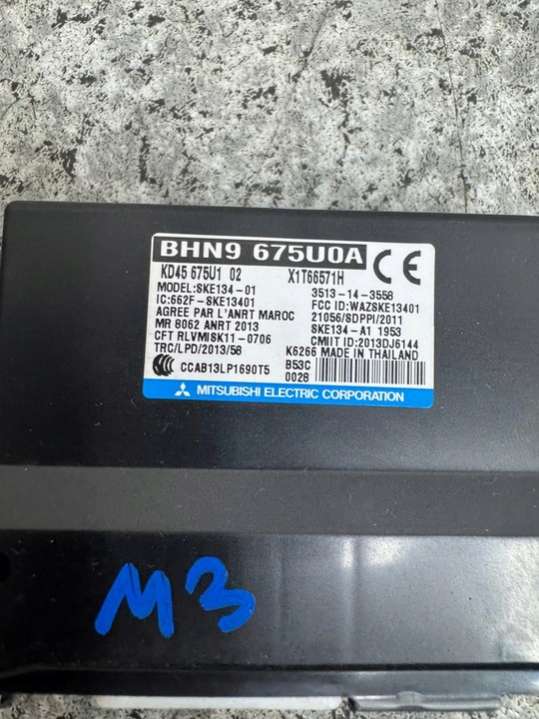 BHN9 675U0A
KD45 675U1 02 X1T66571H
MODEL:SKE134-01 3513-14-3558
IC:662F-SKE13401 FCC ID:WAZSKE13401
AGREE PAR L'ANRT MAROC 21056/SDPPI/2011
MR 8062 ANRT 2013 SKE134-A1 1953
CFT RLVMISK11-0706 CMIIT ID:2013DJ6144
TRC/LPD/2013/58 K6266 MADE IN THAILAND
CCAB13LP1690T5 B53C
0028
MITSUBISHI ELECTRIC CORPORATION
CE
M3